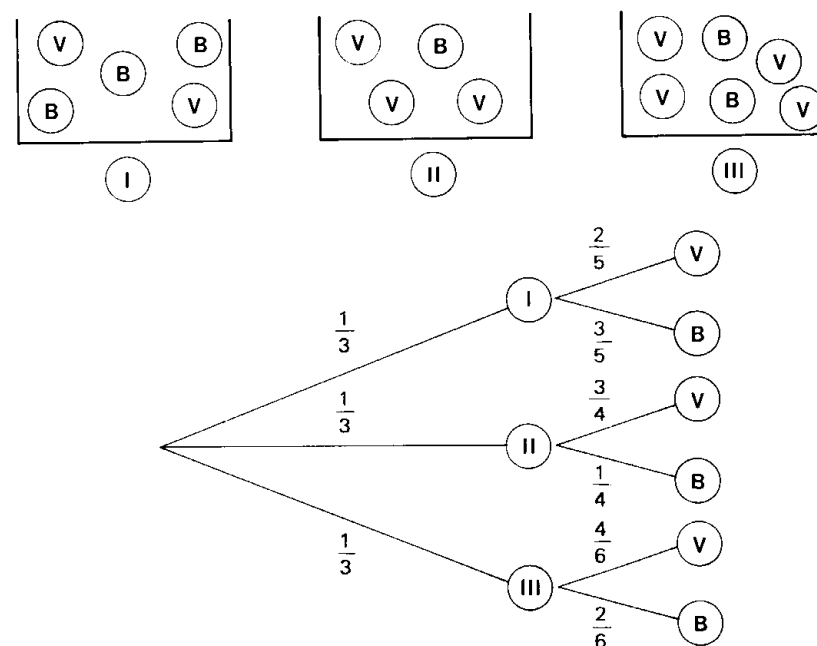 V B B B V
V B V V
V B V V B V
I II III
2/5 V
I
1/3 3/5 B
3/4 V
1/3 II
1/4 B
4/6 V
1/3 III
2/6 B